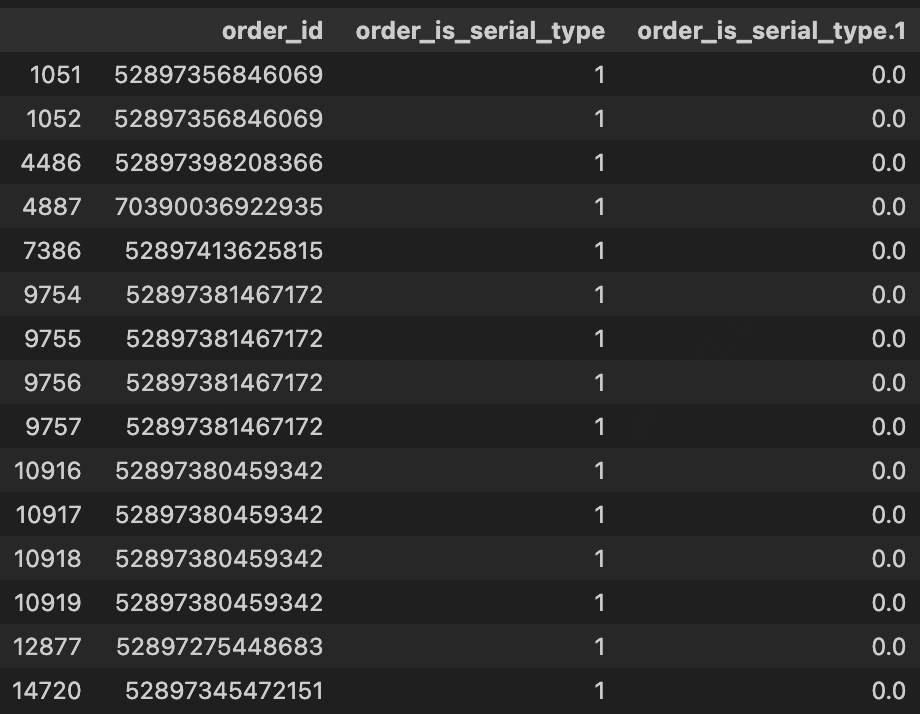 order_id order_is_serial_type order_is_serial_type.1
1051 52897356846069 1 0.0
1052 52897356846069 1 0.0
4486 52897398208366 1 0.0
4887 70390036922935 1 0.0
7386 52897413625815 1 0.0
9754 52897381467172 1 0.0
9755 52897381467172 1 0.0
9756 52897381467172 1 0.0
9757 52897381467172 1 0.0
10916 52897380459342 1 0.0
10917 52897380459342 1 0.0
10918 52897380459342 1 0.0
10919 52897380459342 1 0.0
12877 52897275448683 1 0.0
14720 52897345472151 1 0.0